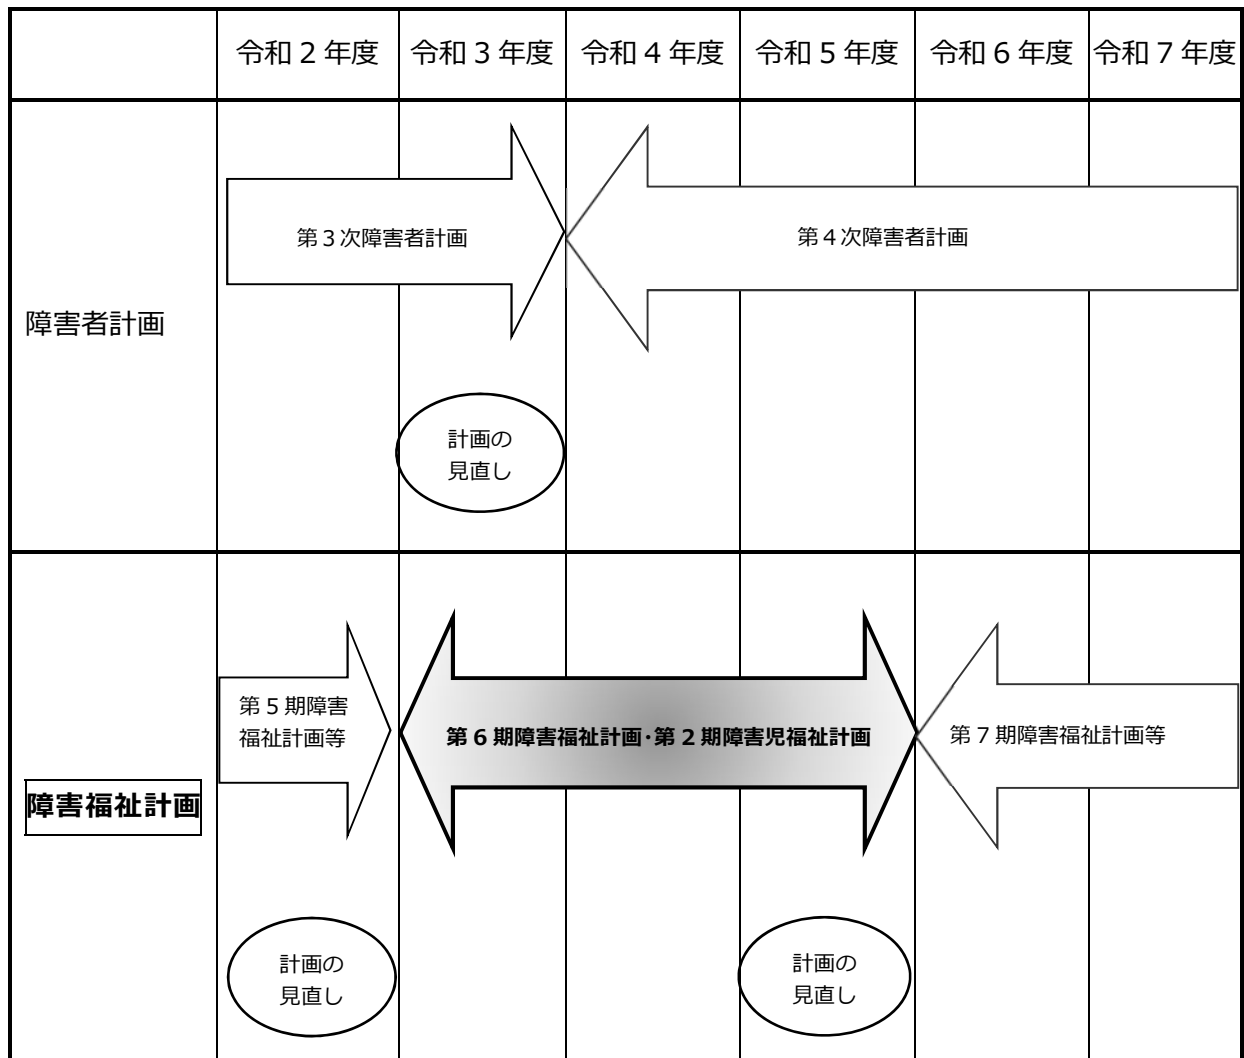 令和２年度 令和３年度 令和４年度 令和５年度 令和６年度 令和７年度
障害者計画
第３次障害者計画
第４次障害者計画
計画の
見直し
障害福祉計画
第５期障害
福祉計画等
第６期障害福祉計画・第２期障害児福祉計画
第７期障害福祉計画等
計画の
見直し
計画の
見直し